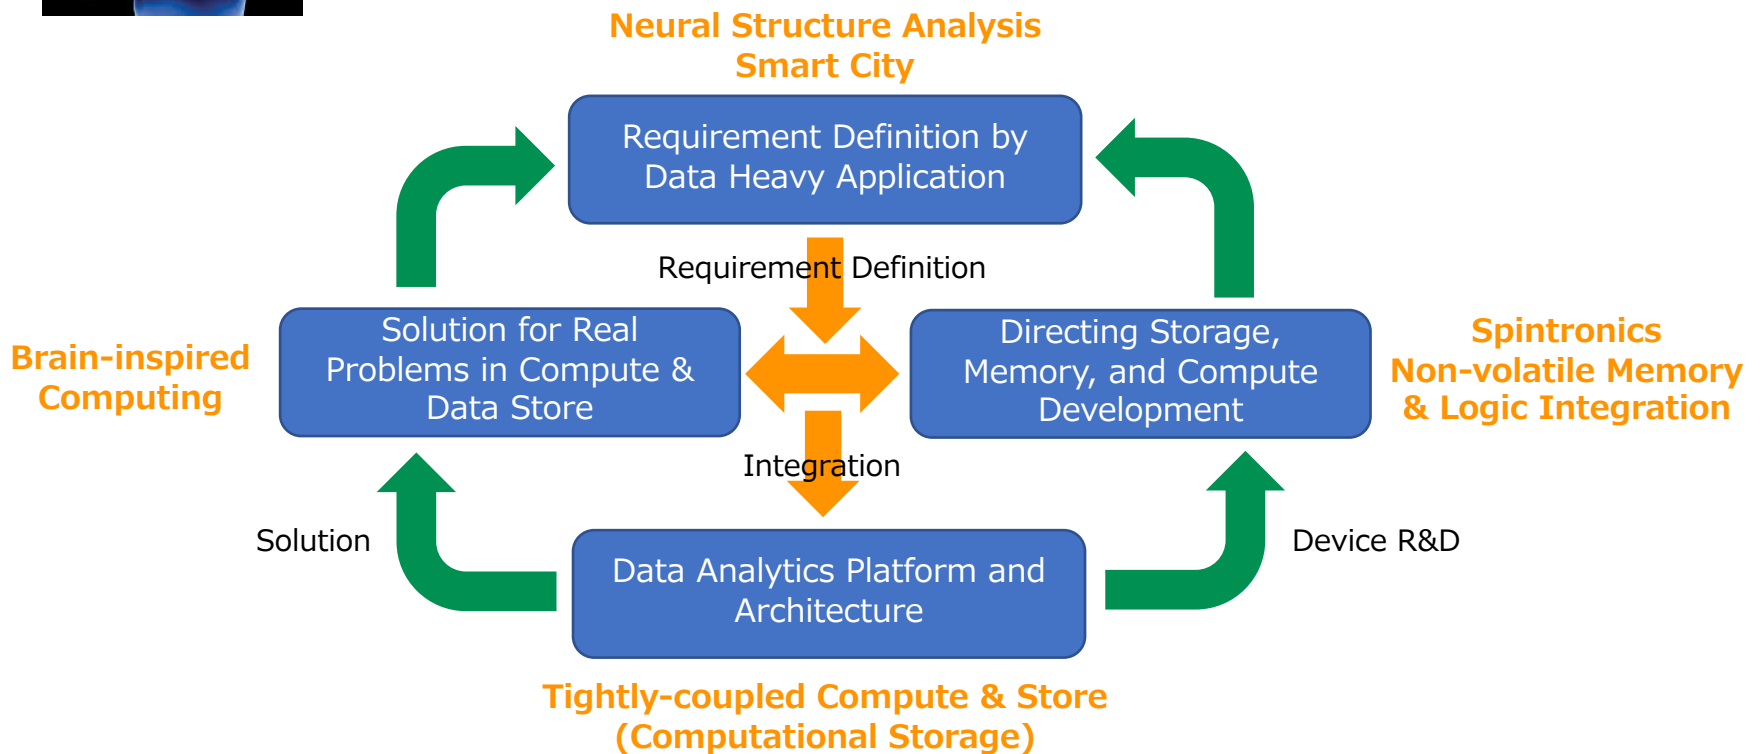 Neural Structure Analysis
Smart City
Requirement Definition by
Data Heavy Application
Requirement Definition
Brain-inspired
Computing
Solution for Real
Problems in Compute &
Data Store
Directing Storage,
Memory, and Compute
Development
Spintronics
Non-volatile Memory
& Logic Integration
Integration
Solution
Device R&D
Data Analytics Platform and
Architecture
Tightly-coupled Compute & Store
(Computational Storage)